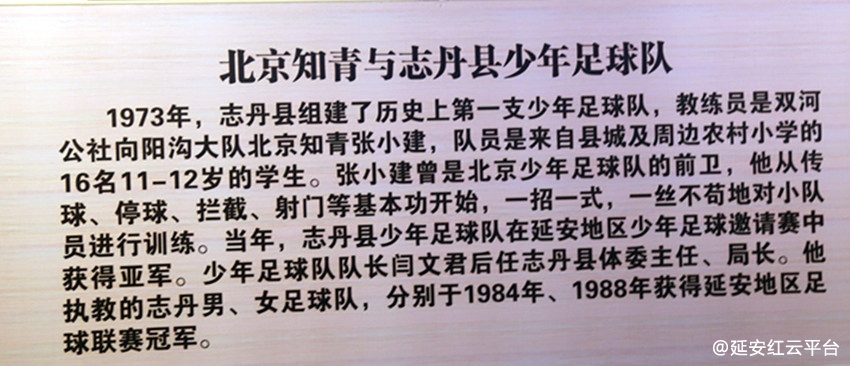 北京知青与志丹县少年足球队
1973年，志丹县组建了历史上第一支少年足球队，教练员是双河
公社向阳沟大队北京知青张小建，队员是来自县城及周边农村小学的
16名11-12岁的学生。张小建曾是北京少年足球队的前卫，他从传
球、停球、拦截、射门等基本功开始，一招一式，一丝不苟地对小队
员进行训练。当年，志丹县少年足球队在延安地区少年足球邀请赛中
获得亚军。少年足球队队长闫文君后任志丹县体委主任、局长。他
执教的志丹男、女足球队，分别于1984年、1988年获得延安地区足
球联赛冠军。
@延安红云平台